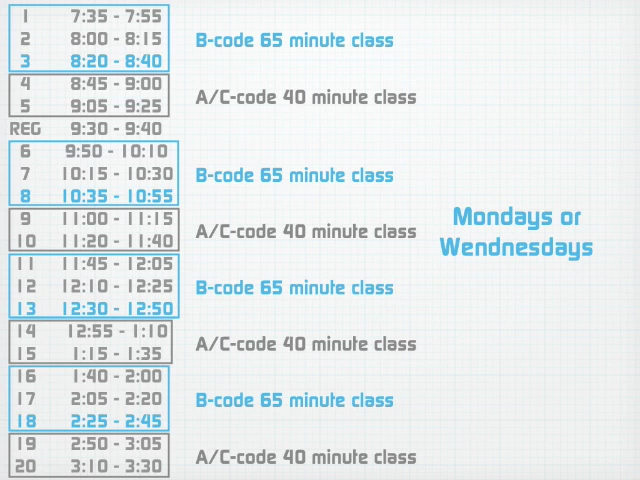 1 7:35 - 7:55
2 8:00 - 8:15
B-code 65 minute class
3 8:20 - 8:40
4 8:45 - 9:00
A/C-code 40 minute class
5 9:05 - 9:25
REG 9:30 - 9:40
6 9:50 - 10:10
7 10:15 - 10:30
B-code 65 minute class
8 10:35 - 10:55
9 11:00 - 11:15
A/C-code 40 minute class
10 11:20 - 11:40
Mondays or
Wendnesdays
11 11:45 - 12:05
12 12:10 - 12:25
B-code 65 minute class
13 12:30 - 12:50
14 12:55 - 1:10
A/C-code 40 minute class
15 1:15 - 1:35
16 1:40 - 2:00
17 2:05 - 2:20
B-code 65 minute class
18 2:25 - 2:45
19 2:50 - 3:05
A/C-code 40 minute class
20 3:10 - 3:30